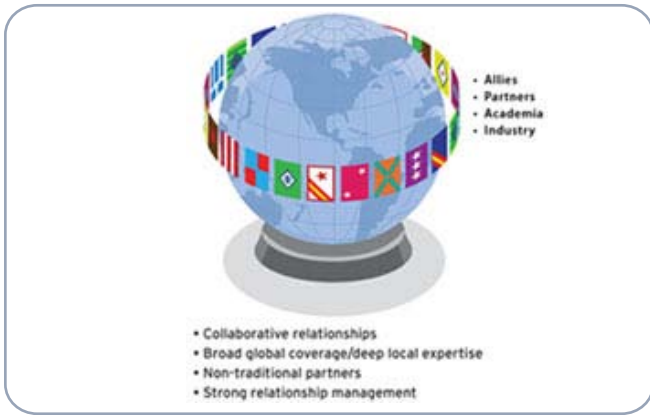 • Allies
• Partners
• Academia
• Industry
• Collaborative relationships
• Broad global coverage/deep local expertise
• Non-traditional partners
• Strong relationship management